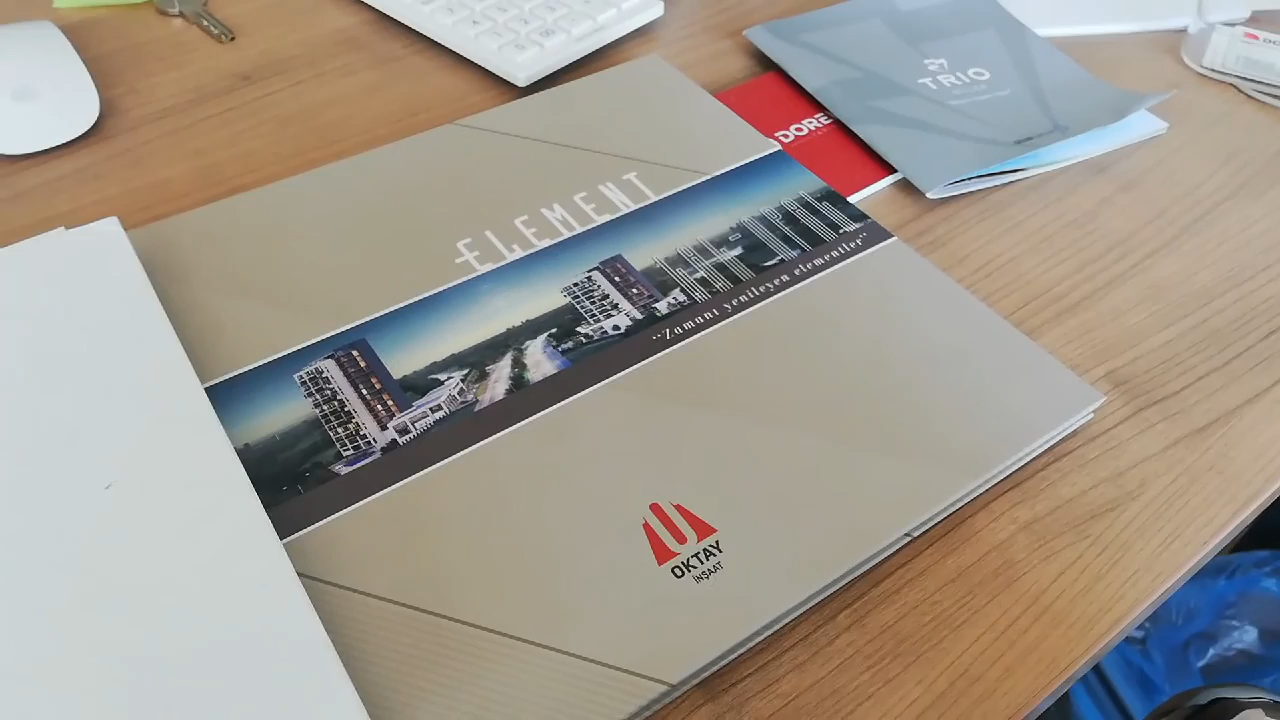 TRIO
DORE
ELEMENT
"Zamanı yenileyen elementler"
OKTAY
İNŞAAT